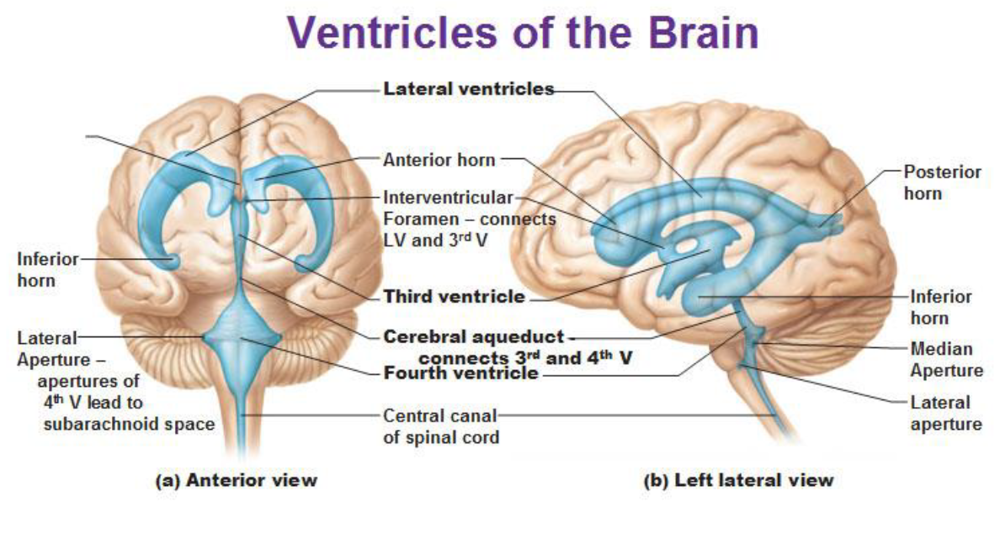 Ventricles of the Brain
Lateral ventricles
Anterior horn
Interventricular
Foramen – connects
LV and 3rd V
Third ventricle
Cerebral aqueduct
connects 3rd and 4th V
Fourth ventricle
Central canal
of spinal cord
Inferior
horn
Lateral
Aperture –
apertures of
4th V lead to
subarachnoid space
(a) Anterior view
Posterior
horn
Inferior
horn
Median
Aperture
Lateral
aperture
(b) Left lateral view